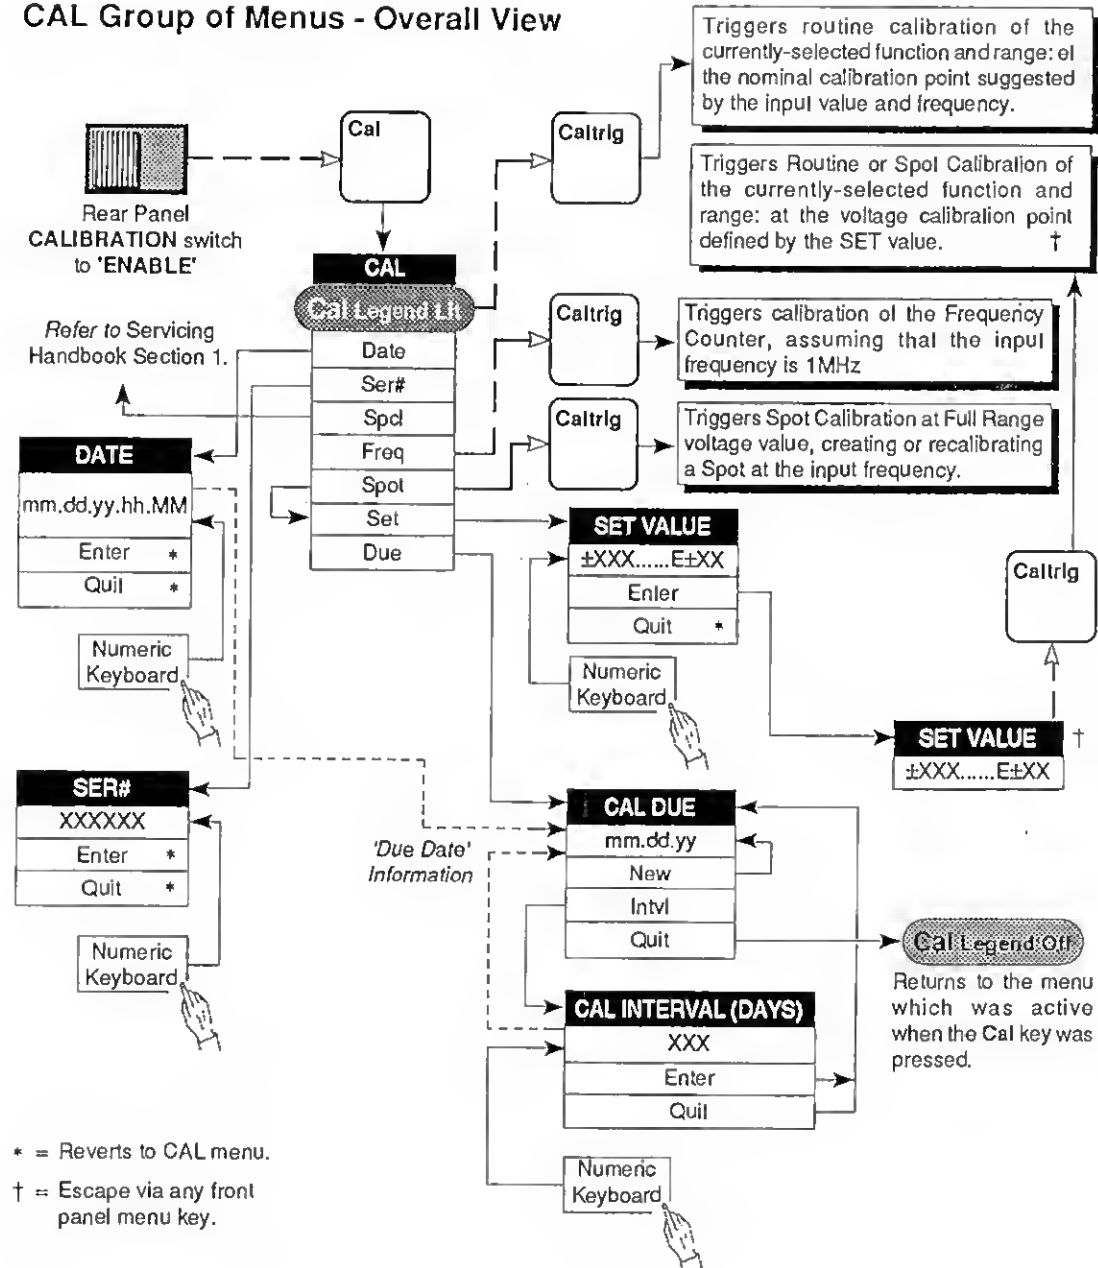 CAL Group of Menus - Overall View
Triggers routine calibration of the
currently-selected function and range: el
the nominal calibration point suggested
by the input value and frequency.
Cal
Caltrig
Triggers Routine or Spol Calibration of
the currently-selected function and
range: at the voltage calibration point
defined by the SET value. †
Rear Panel
CALIBRATION switch
to 'ENABLE'
CAL
Cal Legend Lit
Date
Ser#
Spcl
Freq
Spot
Set
Due
Refer to Servicing
Handbook Section 1.
Caltrig
Triggers calibration of the Frequency
Counter, assuming that the input
frequency is 1MHz
Caltrig
Triggers Spot Calibration at Full Range
voltage value, creating or recalibrating
a Spot at the input frequency.
DATE
mm.dd.yy.hh.MM
Enter *
Quil *
Numeric
Keyboard
SET VALUE
±XXX......E±XX
Enler
Quit *
Numeric
Keyboard
Caltrig
SET VALUE †
±XXX......E±XX
SER#
XXXXXX
Enter *
Quit *
Numeric
Keyboard
'Due Date'
Information
CAL DUE
mm.dd.yy
New
Intvl
Quit
Cal Legend Off
Returns to the menu
which was active
when the Cal key was
pressed.
CAL INTERVAL (DAYS)
XXX
Enter
Quil
Numeric
Keyboard
* = Reverts to CAL menu.
† = Escape via any front
panel menu key.